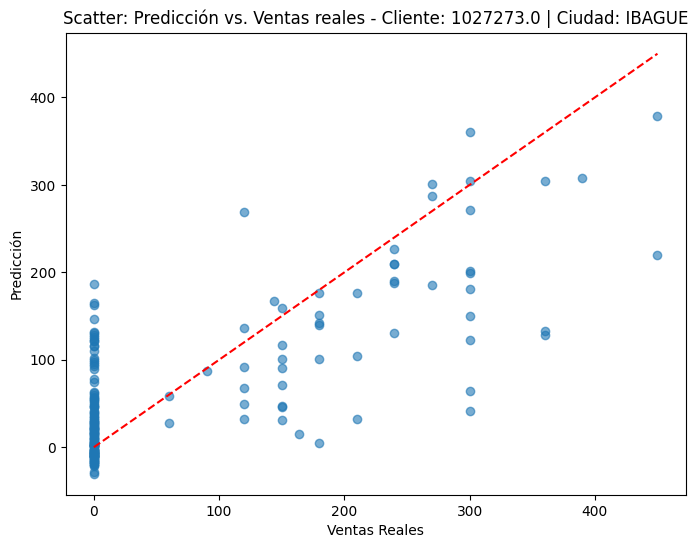 Scatter: Predicción vs. Ventas reales - Cliente: 1027273.0 | Ciudad: IBAGUE
Predicción
400
300
200
100
0
0 100 200 300 400
Ventas Reales